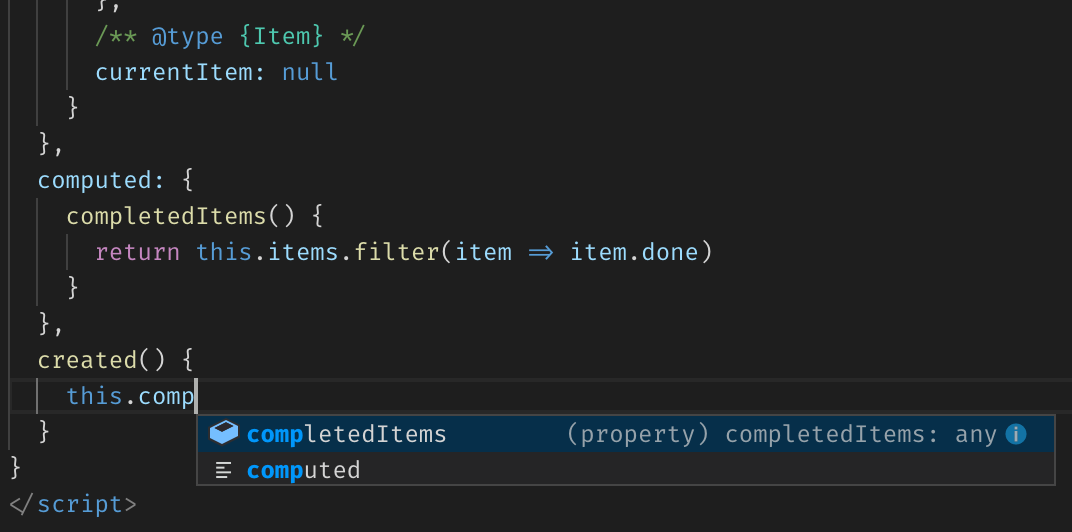 },
/** @type {Item} */
currentItem: null
}
},
computed: {
completedItems() {
return this.items.filter(item => item.done)
}
},
created() {
this.comp
completedItems (property) completedItems: any
computed
}
}
</script>